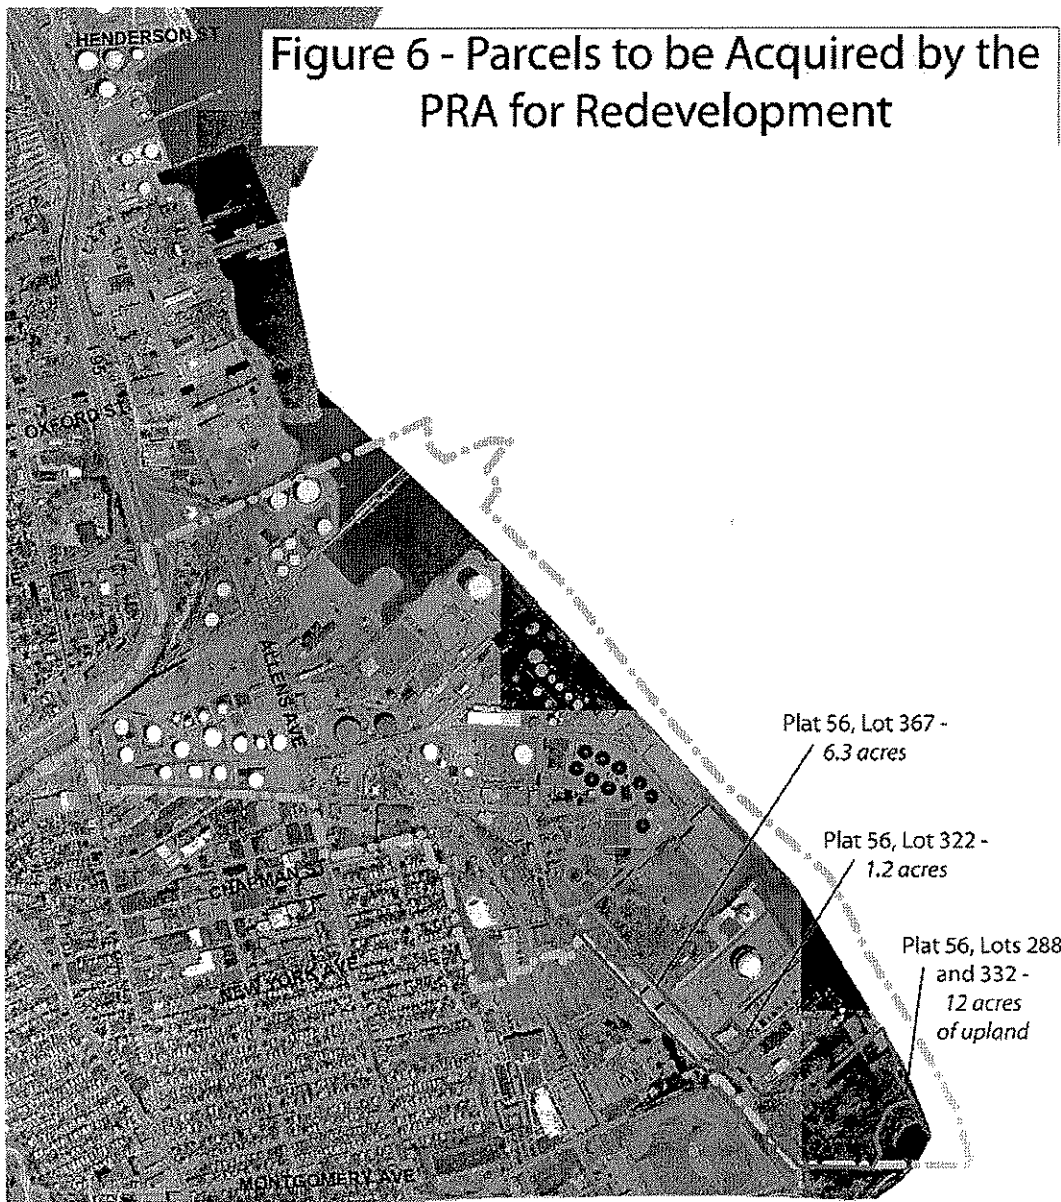 HENDERSON ST
Figure 6 - Parcels to be Acquired by the
PRA for Redevelopment
I 95
OXFORD ST
ALLENS AVE
Plat 56, Lot 367 -
6.3 acres
Plat 56, Lot 322 -
1.2 acres
CHAPMAN ST
Plat 56, Lots 288
and 332 -
12 acres
of upland
NEW YORK AVE
MONTGOMERY AVE